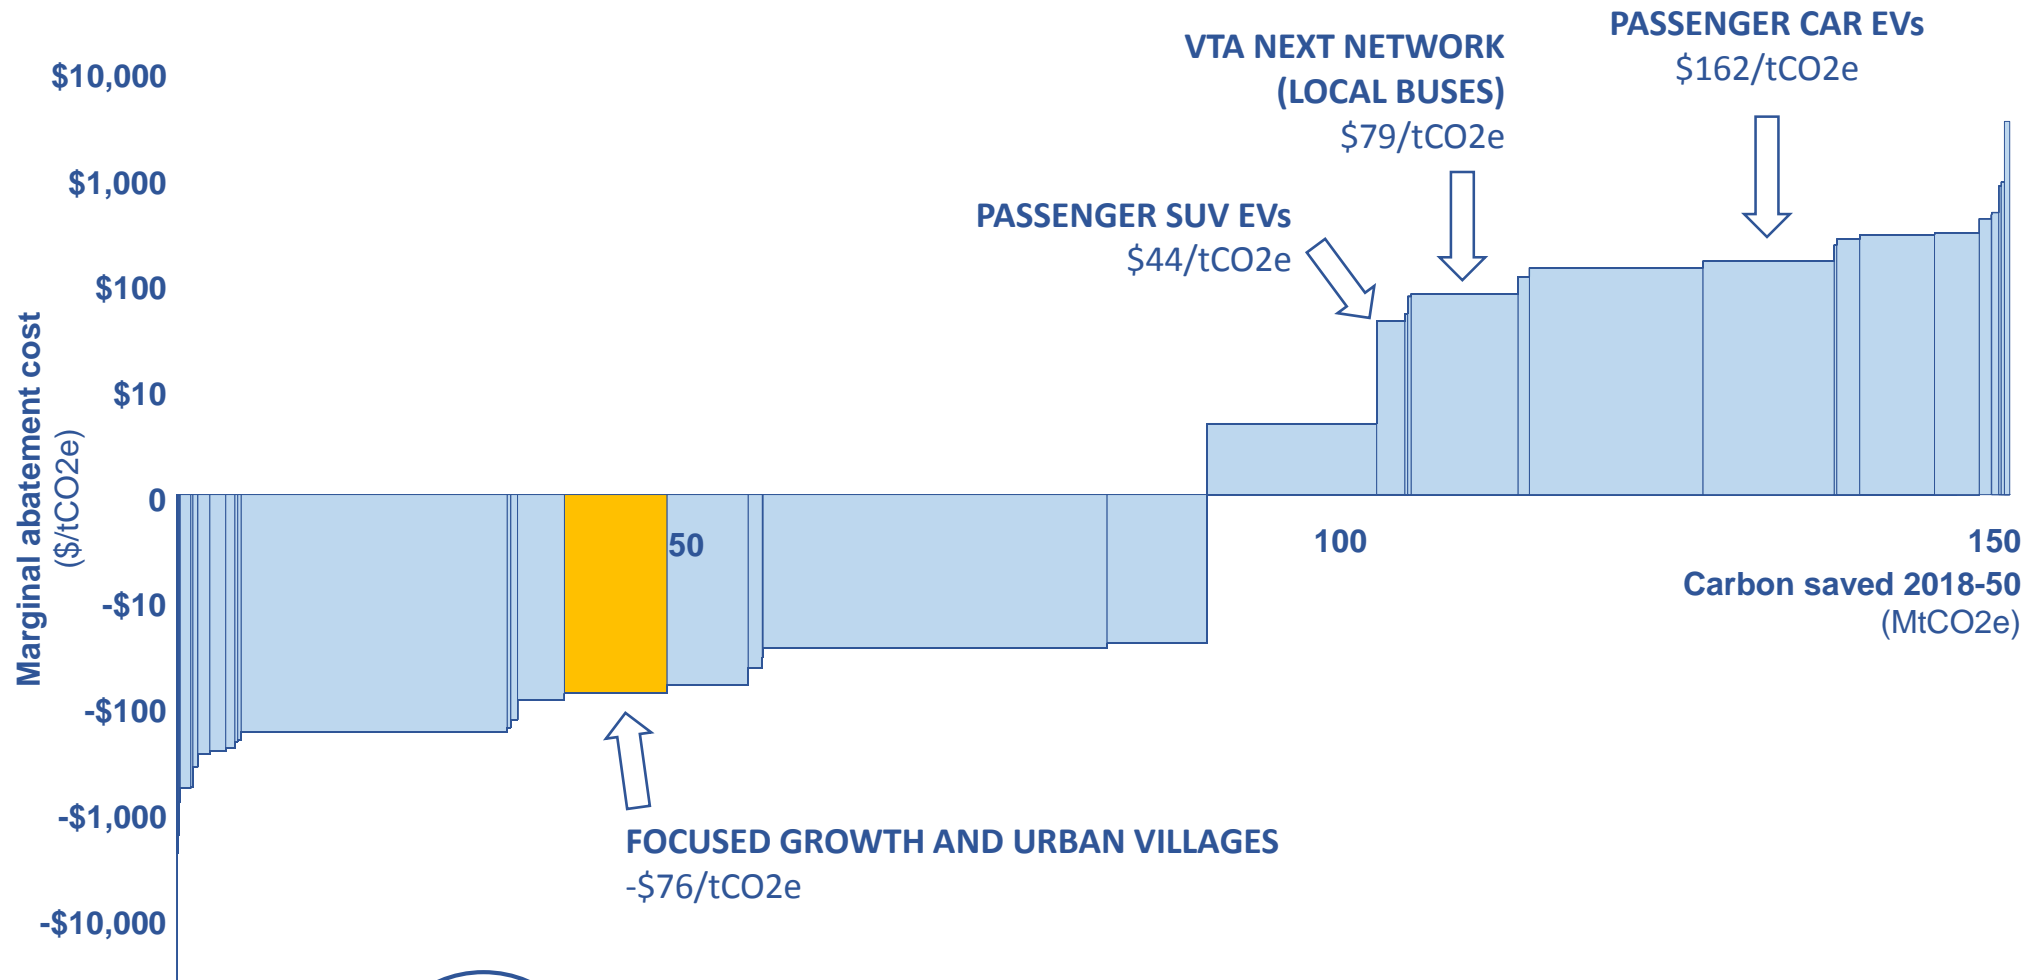 PASSENGER CAR EVs
$162/tCO2e
VTA NEXT NETWORK
(LOCAL BUSES)
$79/tCO2e
PASSENGER SUV EVs
$44/tCO2e
$10,000
$1,000
$100
$10
0
-$10
-$100
-$1,000
-$10,000
Marginal abatement cost
($/tCO2e)
50
100
150
Carbon saved 2018-50
(MtCO2e)
FOCUSED GROWTH AND URBAN VILLAGES
-$76/tCO2e